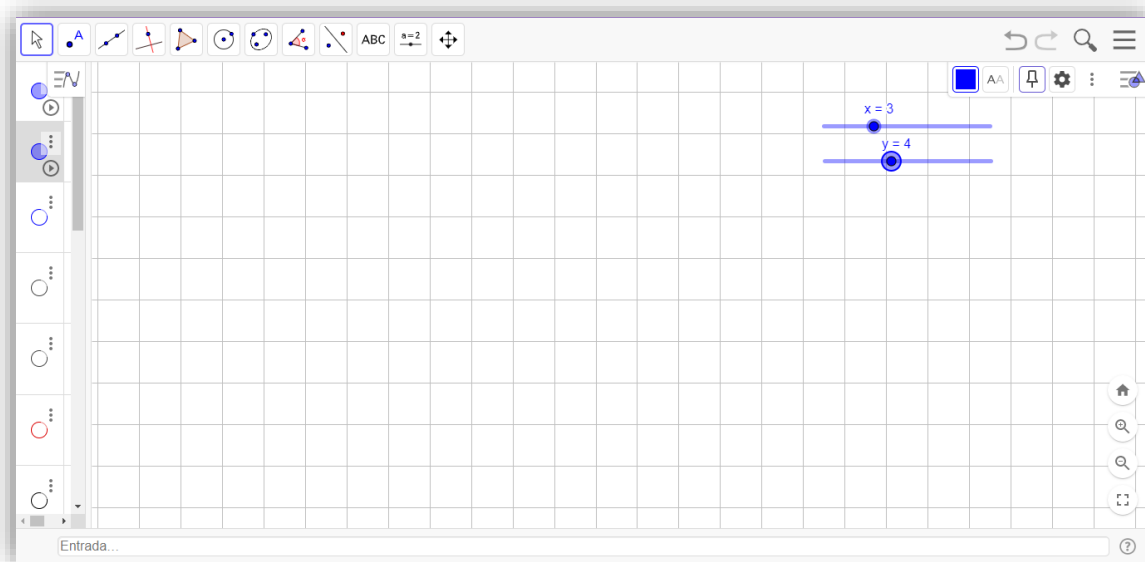 A
ABC
a=2
AA
x = 3
y = 4
Entrada...
?